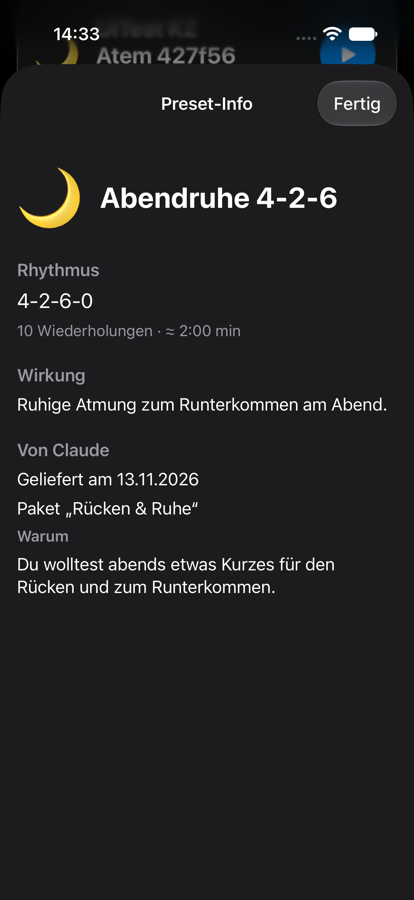 14:33
Atem 427f56
Preset-Info
Fertig
Abendruhe 4-2-6
Rhythmus
4-2-6-0
10 Wiederholungen · ≈ 2:00 min
Wirkung
Ruhige Atmung zum Runterkommen am Abend.
Von Claude
Geliefert am 13.11.2026
Paket „Rücken & Ruhe“
Warum
Du wolltest abends etwas Kurzes für den
Rücken und zum Runterkommen.